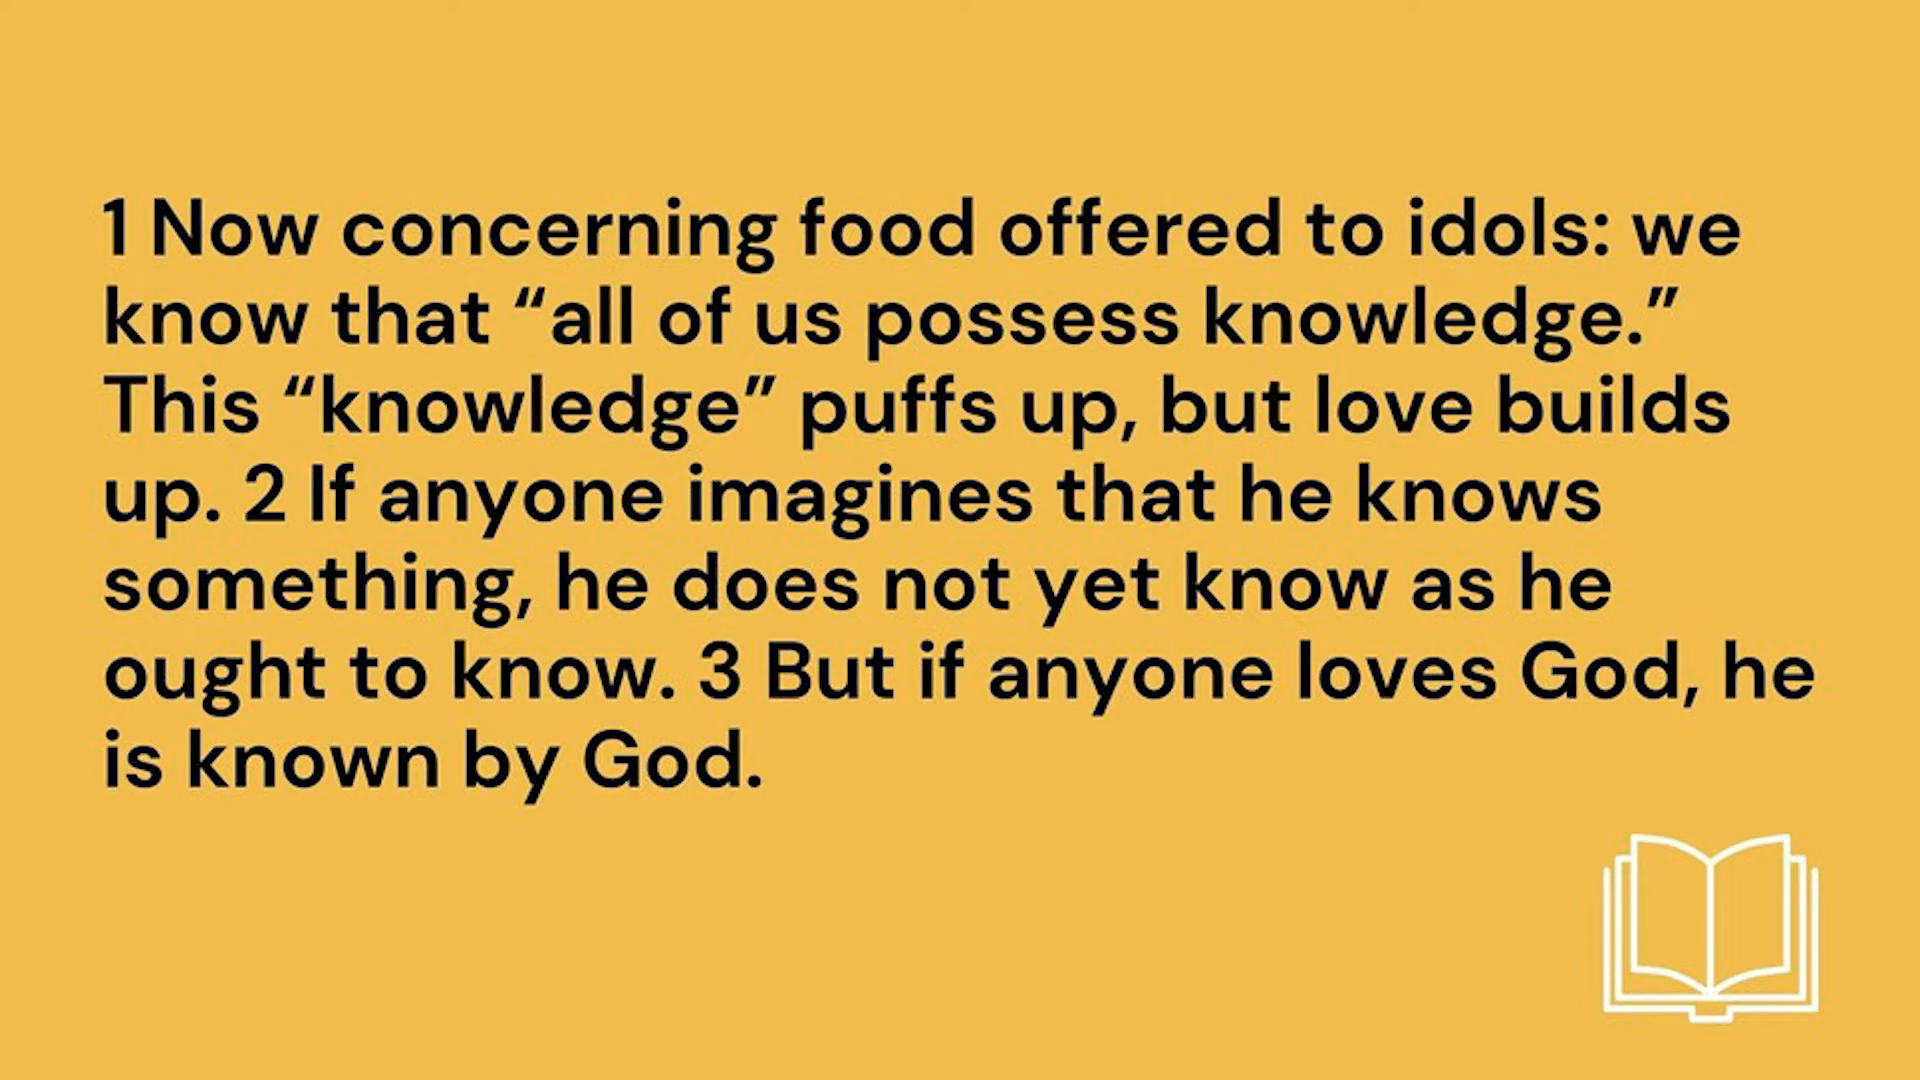 1 Now concerning food offered to idols: we
know that “all of us possess knowledge.”
This “knowledge” puffs up, but love builds
up. 2 If anyone imagines that he knows
something, he does not yet know as he
ought to know. 3 But if anyone loves God, he
is known by God.